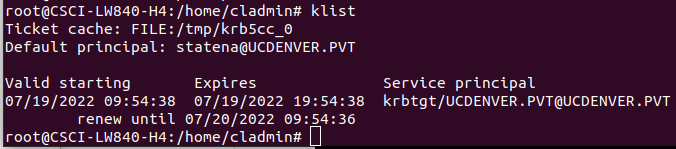 root@CSCI-LW840-H4:/home/cladmin# klist
Ticket cache: FILE:/tmp/krb5cc_0
Default principal: statena@UCDENVER.PVT
Valid starting       Expires              Service principal
07/19/2022 09:54:38  07/19/2022 19:54:38  krbtgt/UCDENVER.PVT@UCDENVER.PVT
        renew until 07/20/2022 09:54:36
root@CSCI-LW840-H4:/home/cladmin#